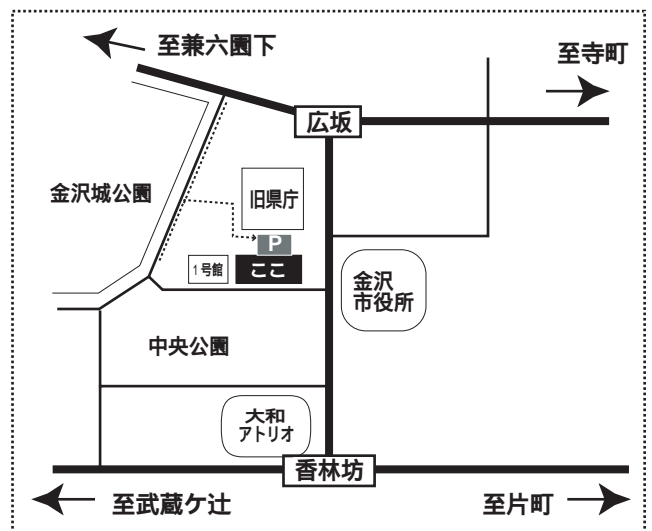 至兼六園下
至寺町
広坂
金沢城公園
旧県庁
P
1号館
ここ
金沢
市役所
中央公園
大和
アトリオ
香林坊
至武蔵ケ辻
至片町